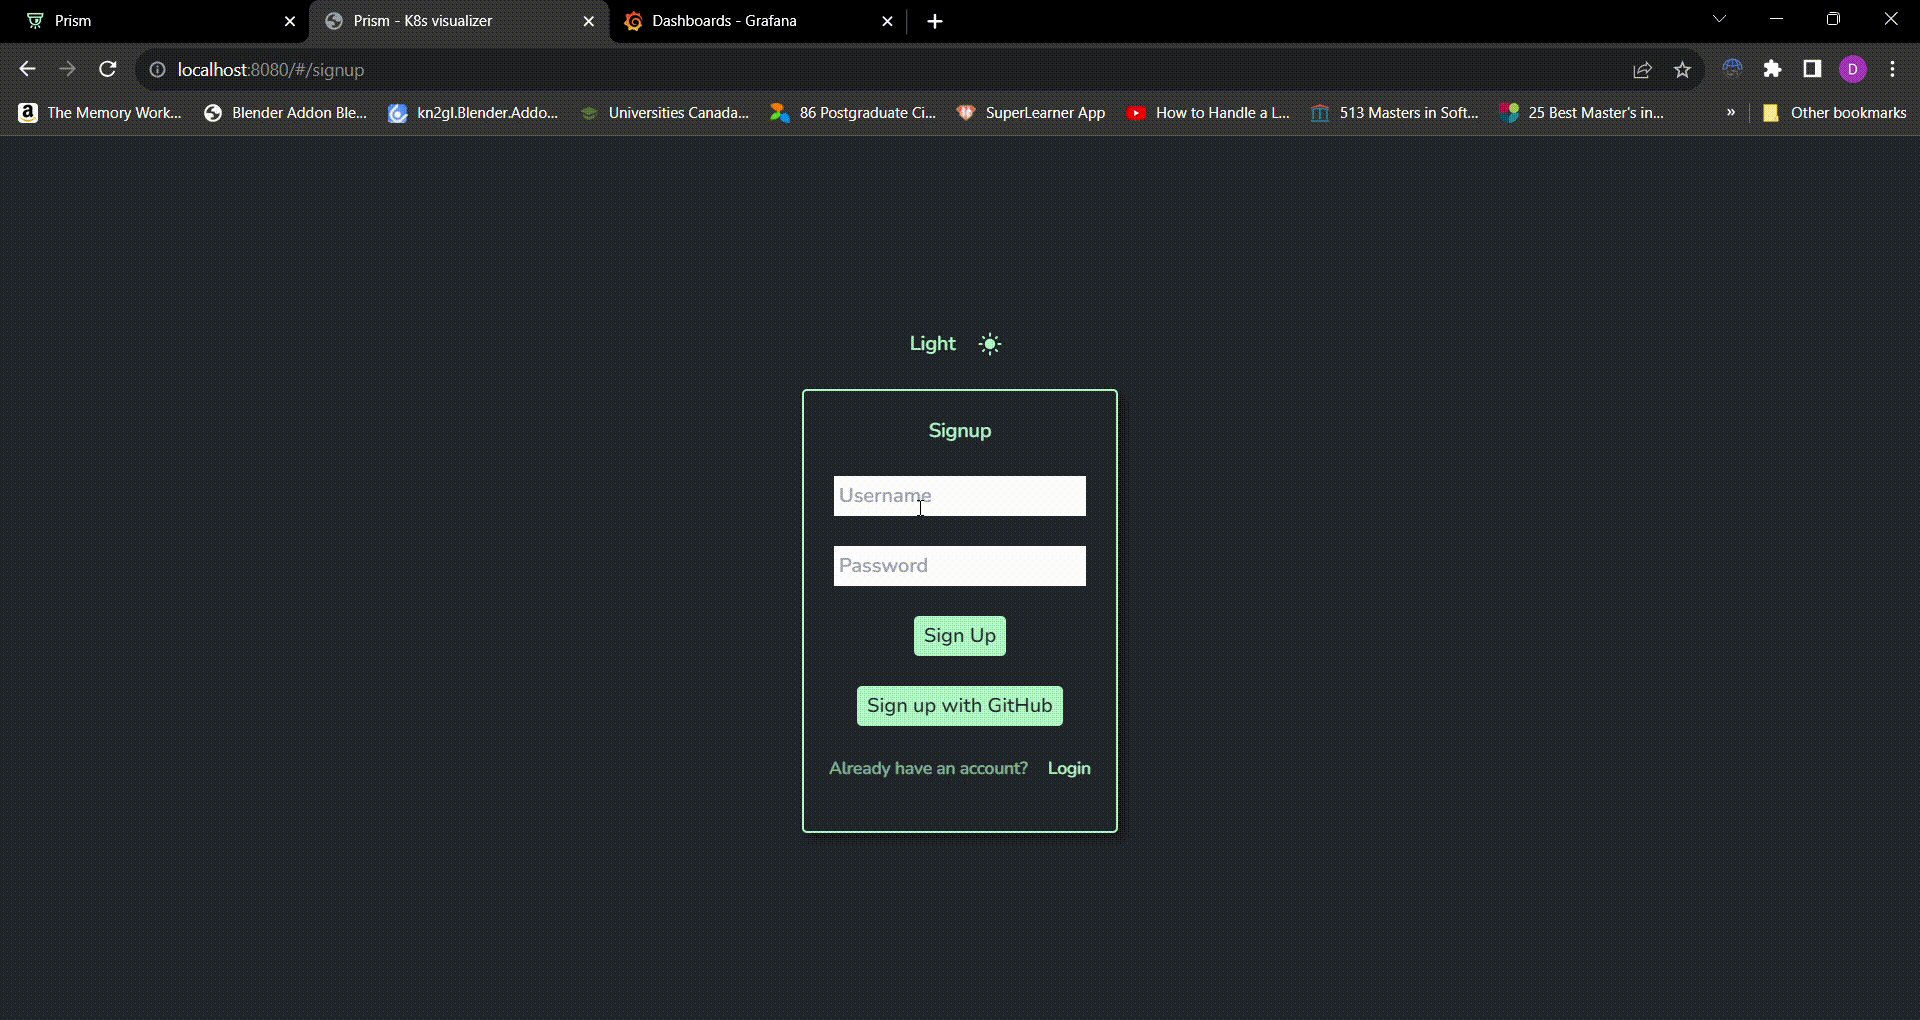 Prism
Prism - K8s visualizer
Dashboards - Grafana
localhost:8080/#/signup
D
The Memory Work...
Blender Addon Ble...
kn2gl.Blender.Addo...
Universities Canada...
86 Postgraduate Ci...
SuperLearner App
How to Handle a L...
513 Masters in Soft...
25 Best Master's in...
»
Other bookmarks
Light
Signup
Username
Password
Sign Up
Sign up with GitHub
Already have an account? Login